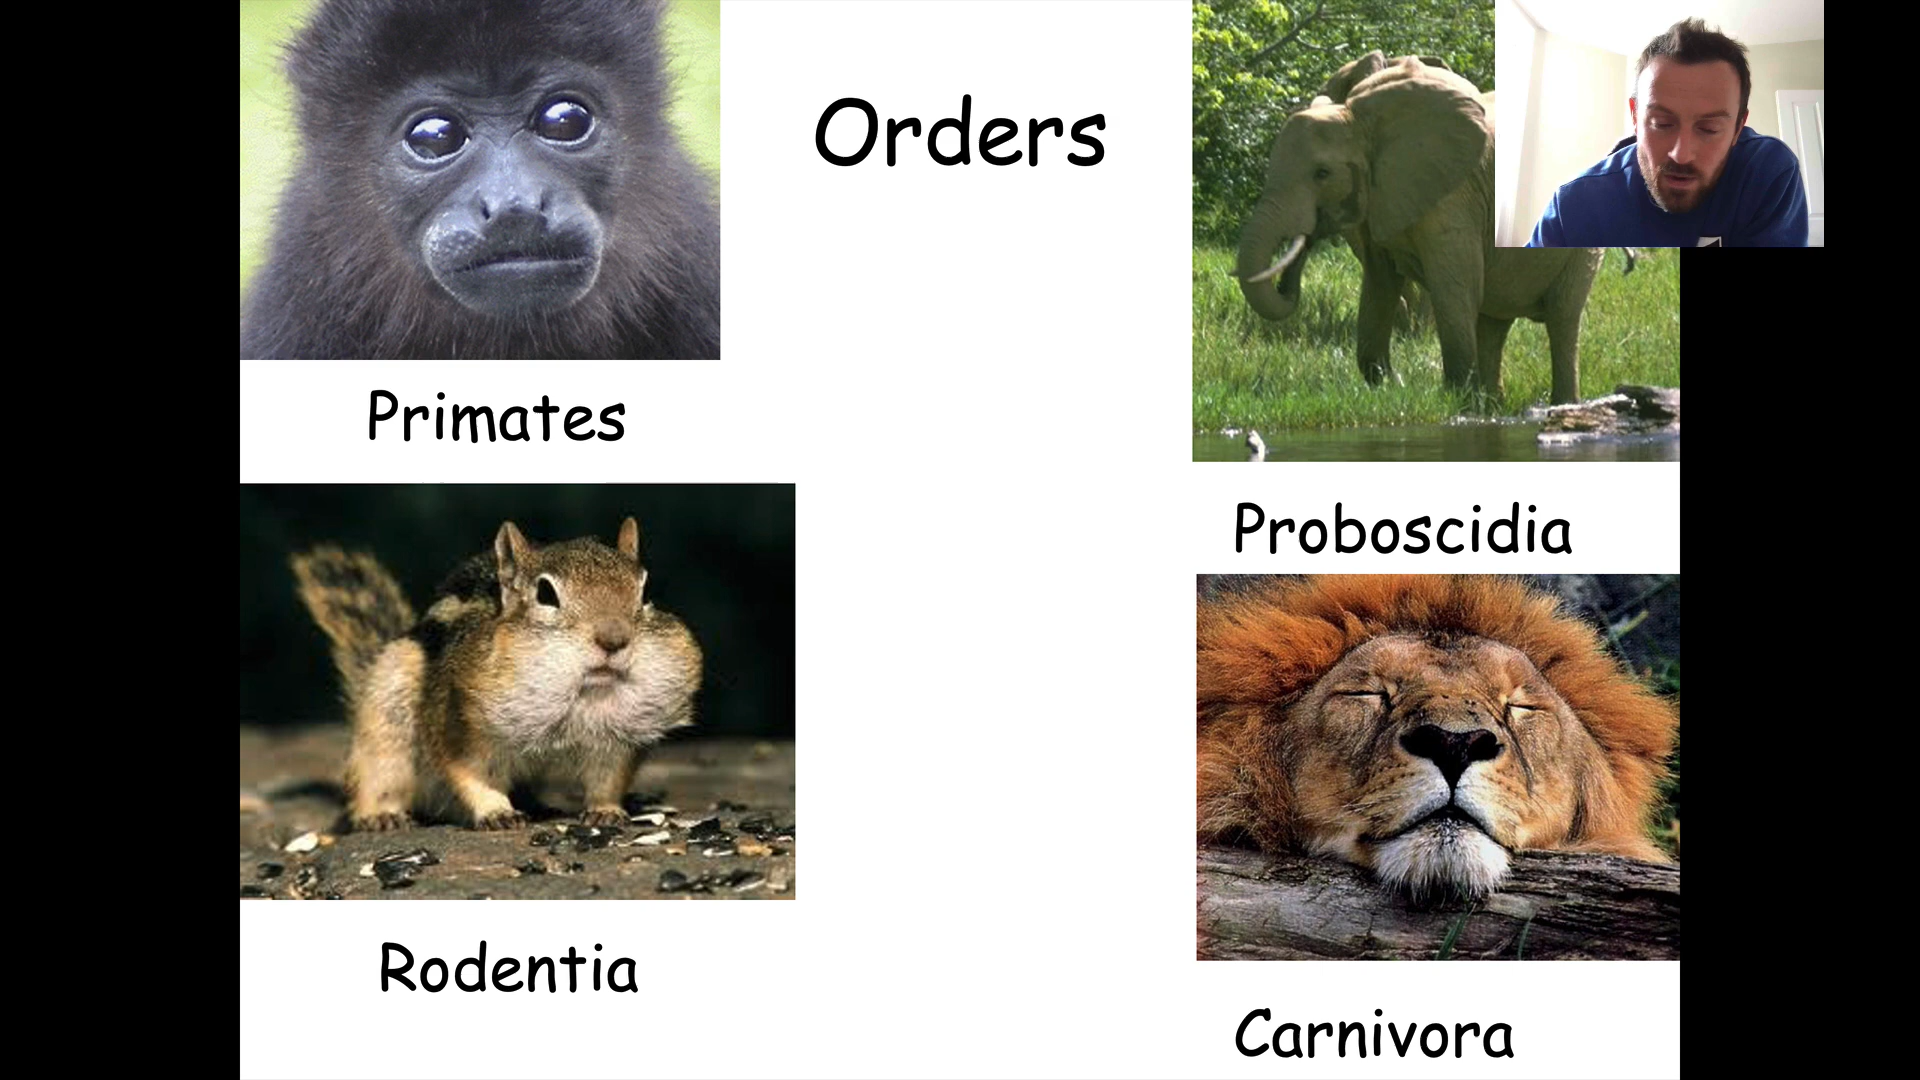 Orders
Primates
Proboscidia
Rodentia
Carnivora